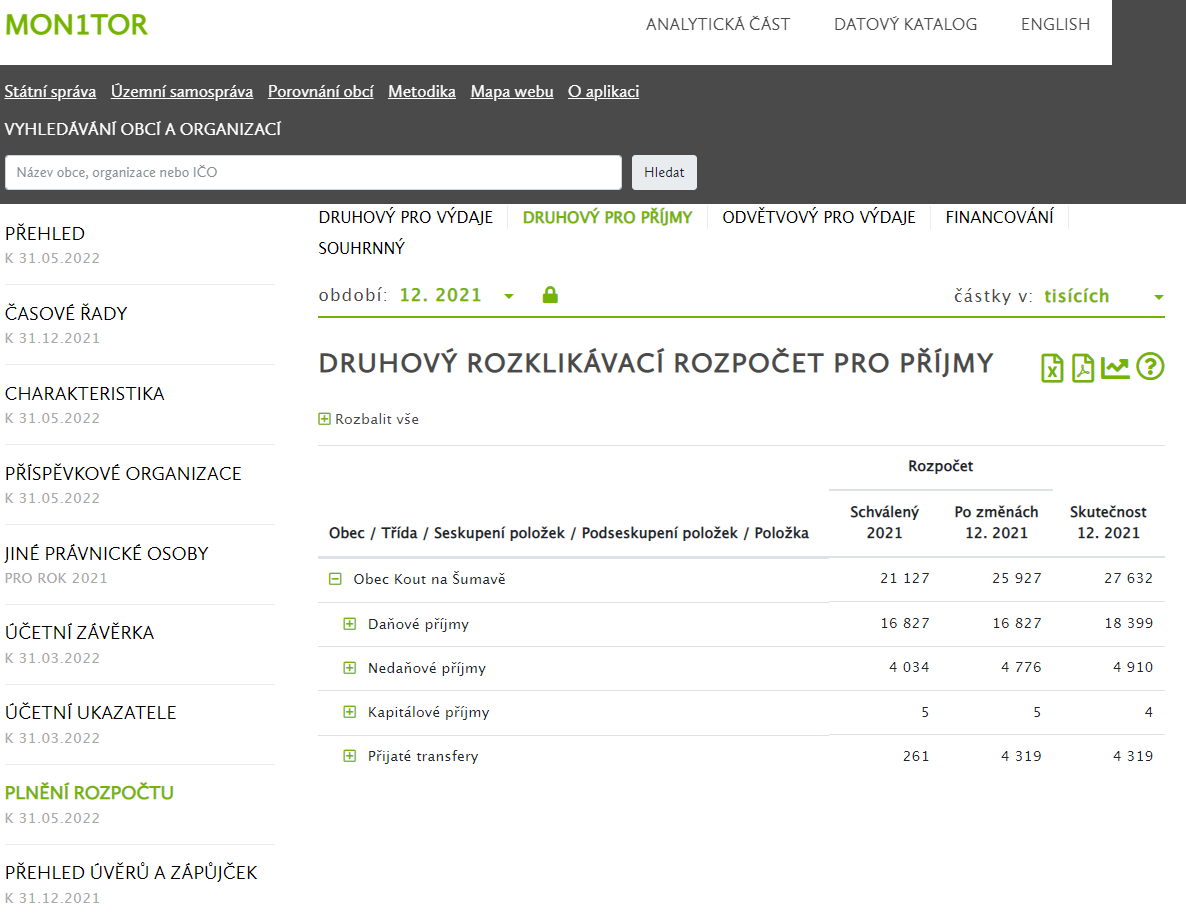 MON1TOR
ANALYTICKÁ ČÁST DATOVÝ KATALOG ENGLISH
Státní správa Územní samospráva Porovnání obcí Metodika Mapa webu O aplikaci
VYHLEDÁVÁNÍ OBCÍ A ORGANIZACÍ
Název obce, organizace nebo IČO Hledat
PŘEHLED
K 31.05.2022
ČASOVÉ ŘADY
K 31.12.2021
CHARAKTERISTIKA
K 31.05.2022
PŘÍSPĚVKOVÉ ORGANIZACE
K 31.05.2022
JINÉ PRÁVNICKÉ OSOBY
PRO ROK 2021
ÚČETNÍ ZÁVĚRKA
K 31.03.2022
ÚČETNÍ UKAZATELE
K 31.03.2022
PLNĚNÍ ROZPOČTU
K 31.05.2022
PŘEHLED ÚVĚRŮ A ZÁPŮJČEK
K 31.12.2021
DRUHOVÝ PRO VÝDAJE DRUHOVÝ PRO PŘÍJMY ODVĚTVOVÝ PRO VÝDAJE FINANCOVÁNÍ
SOUHRNNÝ
období: 12. 2021 částky v: tisících
DRUHOVÝ ROZKLIKÁVACÍ ROZPOČET PRO PŘÍJMY
Rozbalit vše
Rozpočet
Schválený Po změnách Skutečnost
Obec / Třída / Seskupení položek / Podseskupení položek / Položka 2021 12. 2021 12. 2021
Obec Kout na Šumavě 21 127 25 927 27 632
Daňové příjmy 16 827 16 827 18 399
Nedaňové příjmy 4 034 4 776 4 910
Kapitálové příjmy 5 5 4
Přijaté transfery 261 4 319 4 319